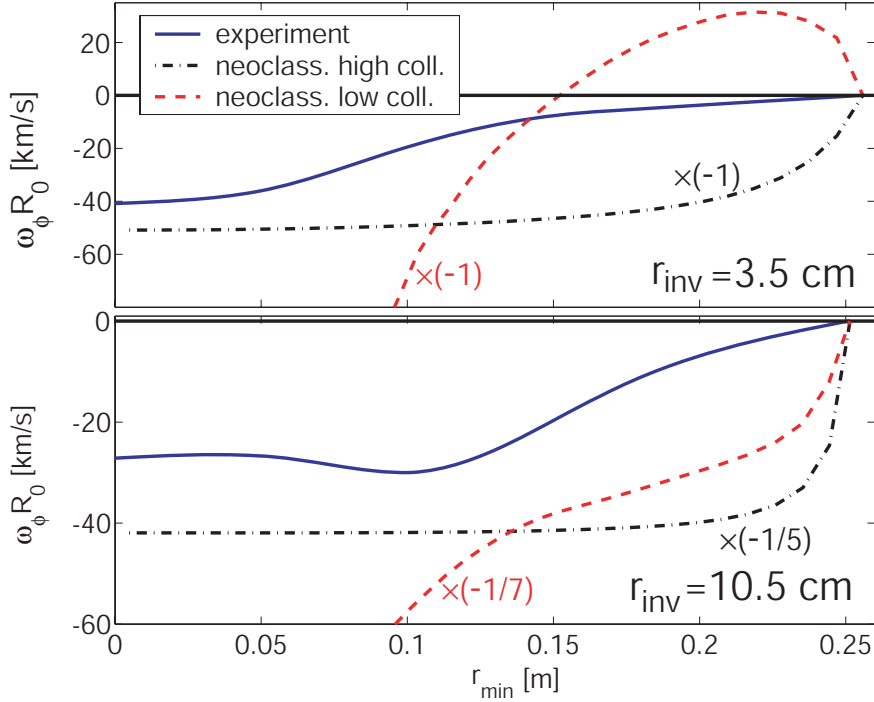 20
0
-20
-40
-60
ω_ϕ R_0 [km/s]
experiment
neoclass. high coll.
neoclass. low coll.
×(-1)
×(-1)
r_inv = 3.5 cm
0
-20
-40
-60
ω_ϕ R_0 [km/s]
×(-1/5)
×(-1/7)
r_inv = 10.5 cm
0 0.05 0.1 0.15 0.2 0.25
r_min [m]